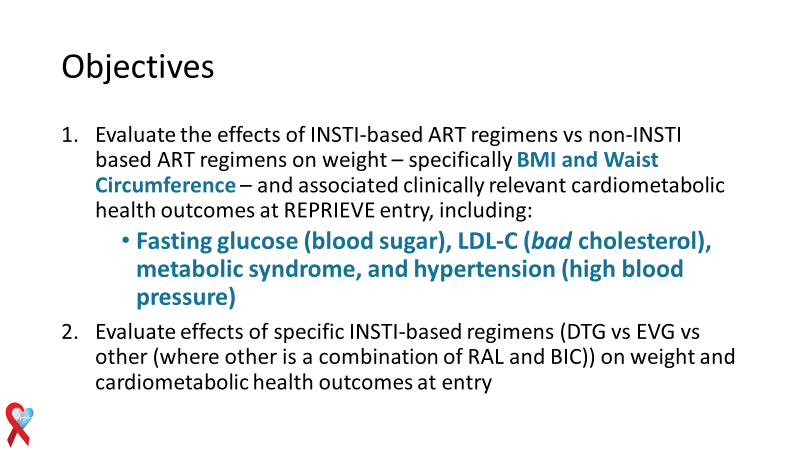 Objectives
1. Evaluate the effects of INSTI-based ART regimens vs non-INSTI
based ART regimens on weight – specifically BMI and Waist
Circumference – and associated clinically relevant cardiometabolic
health outcomes at REPRIEVE entry, including:
• Fasting glucose (blood sugar), LDL-C (bad cholesterol),
metabolic syndrome, and hypertension (high blood
pressure)
2. Evaluate effects of specific INSTI-based regimens (DTG vs EVG vs
other (where other is a combination of RAL and BIC)) on weight and
cardiometabolic health outcomes at entry